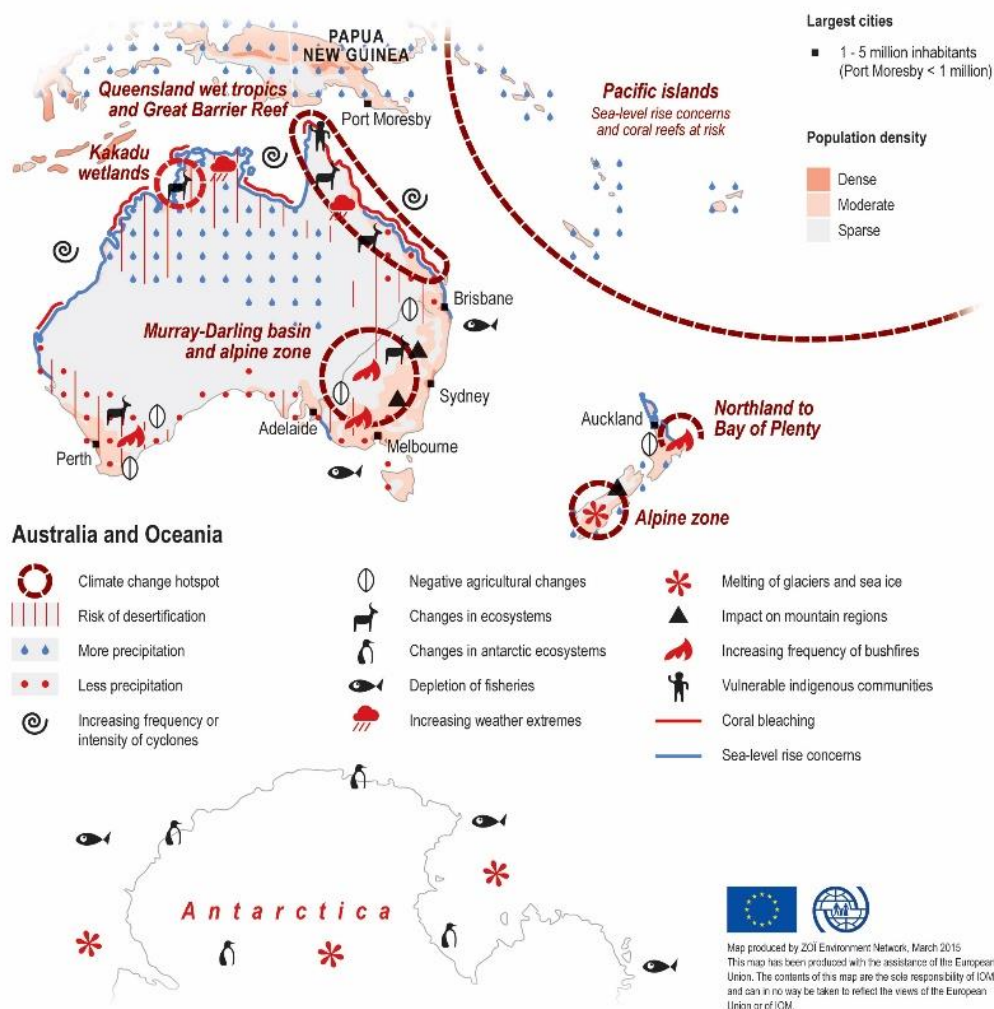 PAPUA
NEW GUINEA
Port Moresby
Queensland wet tropics
and Great Barrier Reef
Kakadu
wetlands
Pacific islands
Sea-level rise concerns
and coral reefs at risk
Largest cities
1 - 5 million inhabitants
(Port Moresby < 1 million)
Population density
Dense
Moderate
Sparse
Brisbane
Murray-Darling basin
and alpine zone
Sydney
Adelaide
Melbourne
Perth
Auckland
Northland to
Bay of Plenty
Alpine zone
Australia and Oceania
Climate change hotspot
Risk of desertification
More precipitation
Less precipitation
Increasing frequency or
intensity of cyclones
Negative agricultural changes
Changes in ecosystems
Changes in antarctic ecosystems
Depletion of fisheries
Increasing weather extremes
Melting of glaciers and sea ice
Impact on mountain regions
Increasing frequency of bushfires
Vulnerable indigenous communities
Coral bleaching
Sea-level rise concerns
Antarctica
Map produced by ZOÏ Environment Network, March 2015
This map has been produced with the assistance of the European
Union. The contents of this map are the sole responsibility of IOM
and can in no way be taken to reflect the views of the European
Union or of IOM.